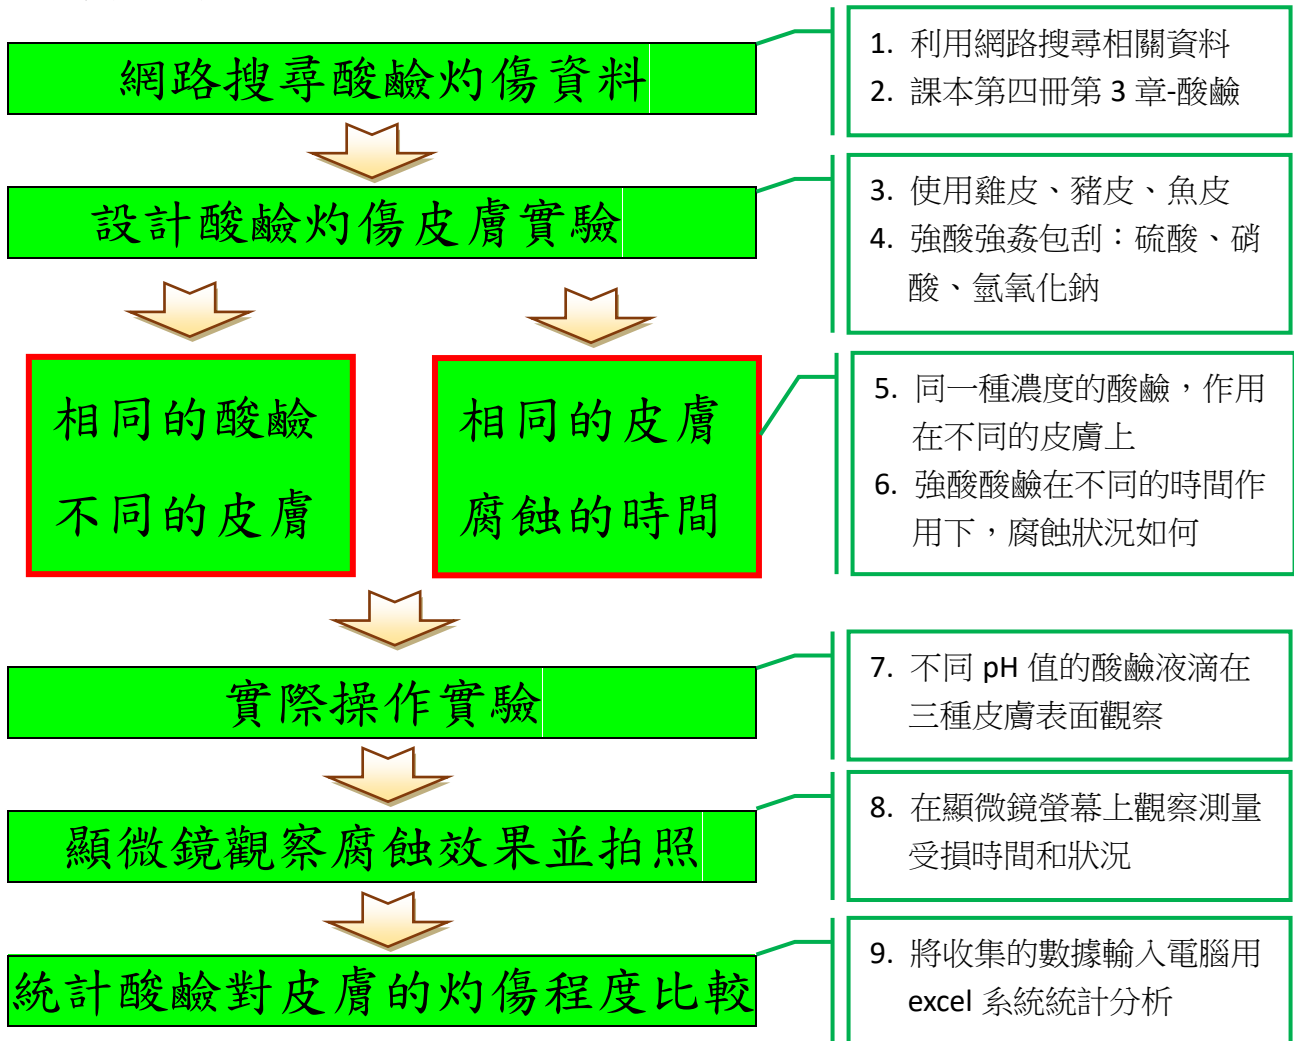 網路搜尋酸鹼灼傷資料
1. 利用網路搜尋相關資料
2. 課本第四冊第 3 章-酸鹼
設計酸鹼灼傷皮膚實驗
3. 使用雞皮、豬皮、魚皮
4. 強酸強姦包刮：硫酸、硝
酸、氫氧化鈉
相同的酸鹼
不同的皮膚
相同的皮膚
腐蝕的時間
5. 同一種濃度的酸鹼，作用
在不同的皮膚上
6. 強酸酸鹼在不同的時間作
用下，腐蝕狀況如何
實際操作實驗
7. 不同 pH 值的酸鹼液滴在
三種皮膚表面觀察
顯微鏡觀察腐蝕效果並拍照
8. 在顯微鏡螢幕上觀察測量
受損時間和狀況
統計酸鹼對皮膚的灼傷程度比較
9. 將收集的數據輸入電腦用
excel 系統統計分析